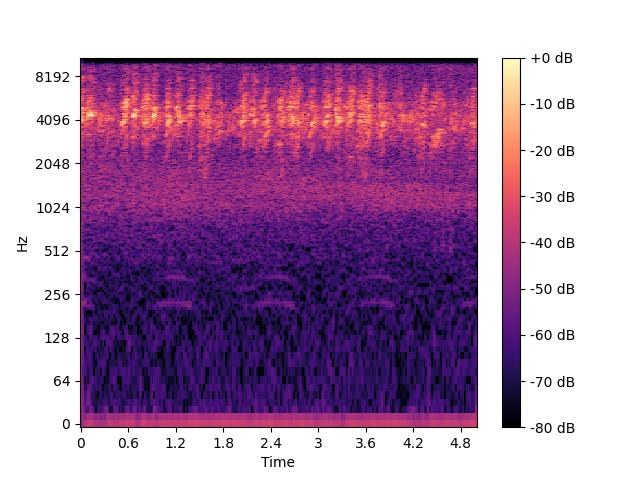 8192
4096
2048
1024
512
256
128
64
0
Hz
0 0.6 1.2 1.8 2.4 3 3.6 4.2 4.8
Time
+0 dB
-10 dB
-20 dB
-30 dB
-40 dB
-50 dB
-60 dB
-70 dB
-80 dB